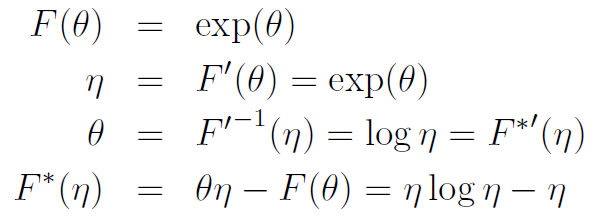 F(θ) = exp(θ)
η = F′(θ) = exp(θ)
θ = F′⁻¹(η) = log η = F*′(η)
F*(η) = θη − F(θ) = η log η − η